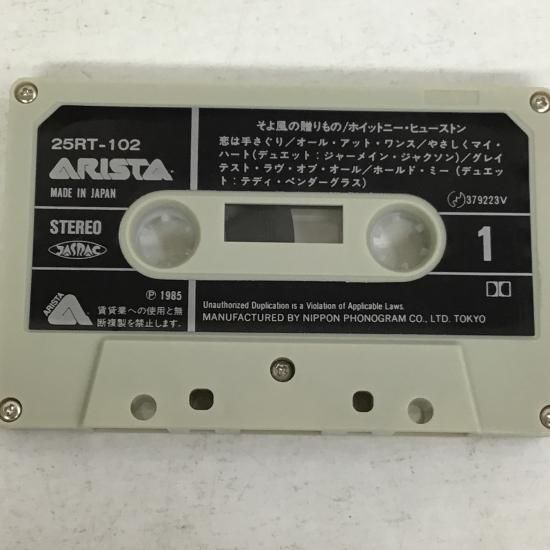 25RT-102
ARISTA
MADE IN JAPAN
そよ風の贈りもの/ホイットニー・ヒューストン
恋は手さぐり/オール・アット・ワンス/やさしくマイ・
ハート(デュエット:ジャーメイン・ジャクソン)/グレイ
テスト・ラヴ・オブ・オール/ホールド・ミー(デュエッ
ト:テディ・ペンダーグラス)
379223V
STEREO
JASRAC
1
ARISTA
Ⓟ 1985
賃貸業への使用と無
断複製を禁止します。
Unauthorized Duplication is a Violation of Applicable Laws.
MANUFACTURED BY NIPPON PHONOGRAM CO., LTD. TOKYO